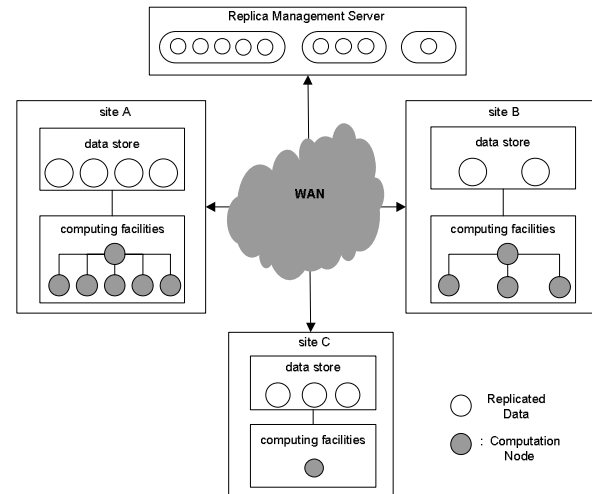 Replica Management Server
site A
data store
computing facilities
WAN
site B
data store
computing facilities
site C
data store
computing facilities
Replicated
Data
: Computation
Node